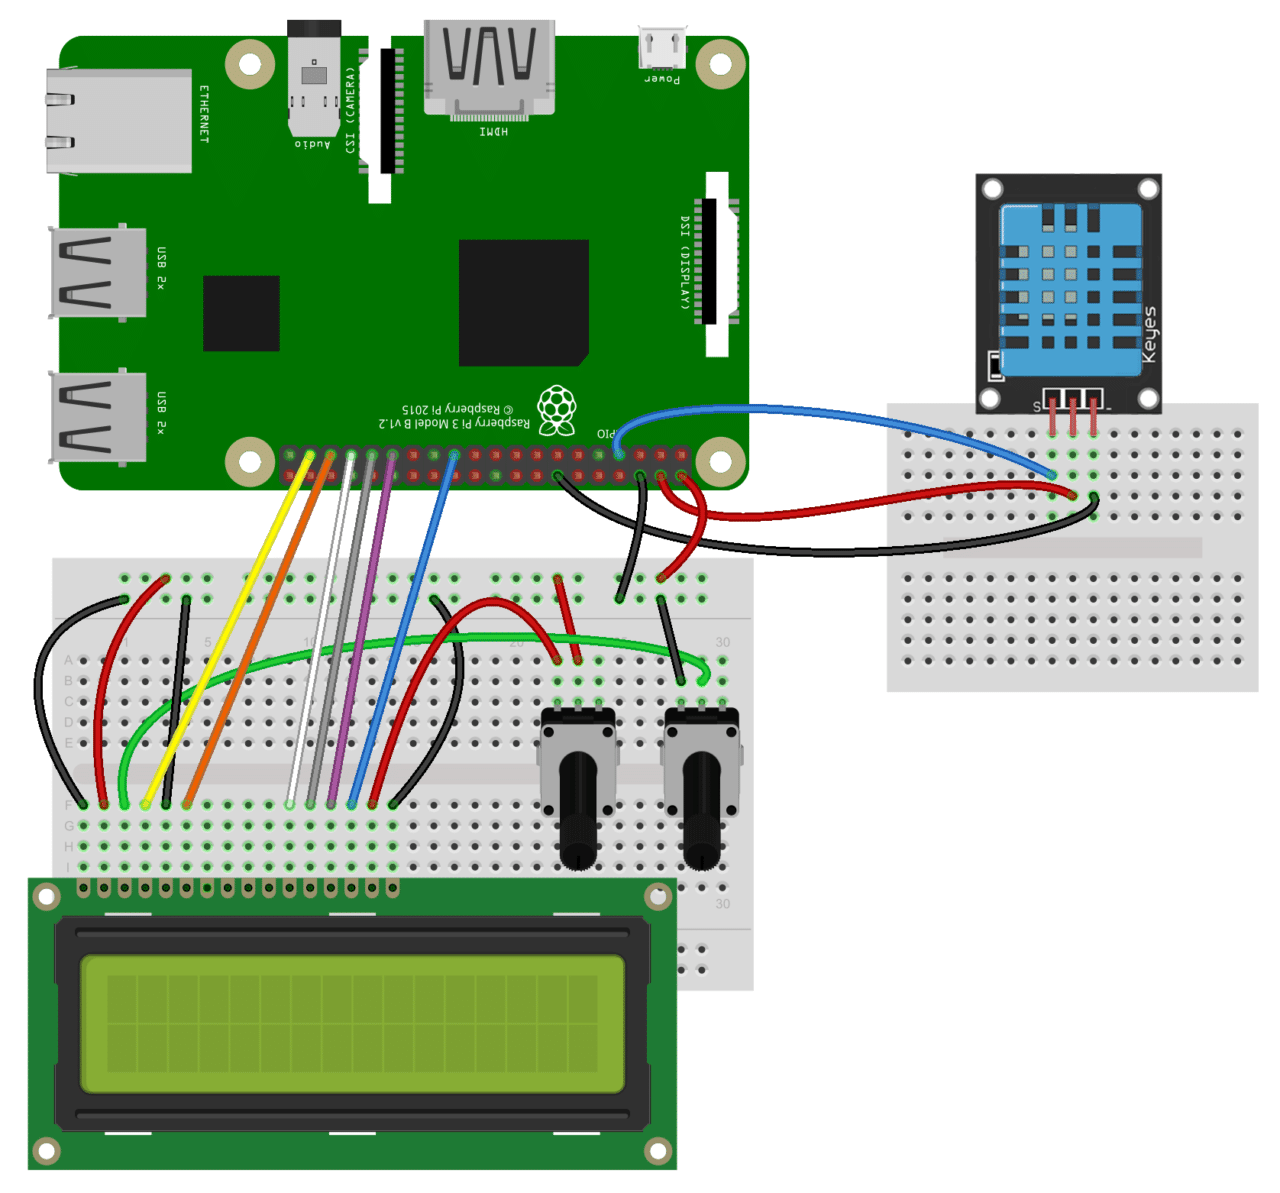 Power
ETHERNET
Audio
CSI (CAMERA)
HDMI
DSI (DISPLAY)
USB 2x
USB 2x
Raspberry Pi 3 Model B v1.2
© Raspberry Pi 2015
GPIO
Keyes
S
-
5
10
20
30
A
B
C
D
E
F
G
H
I
30